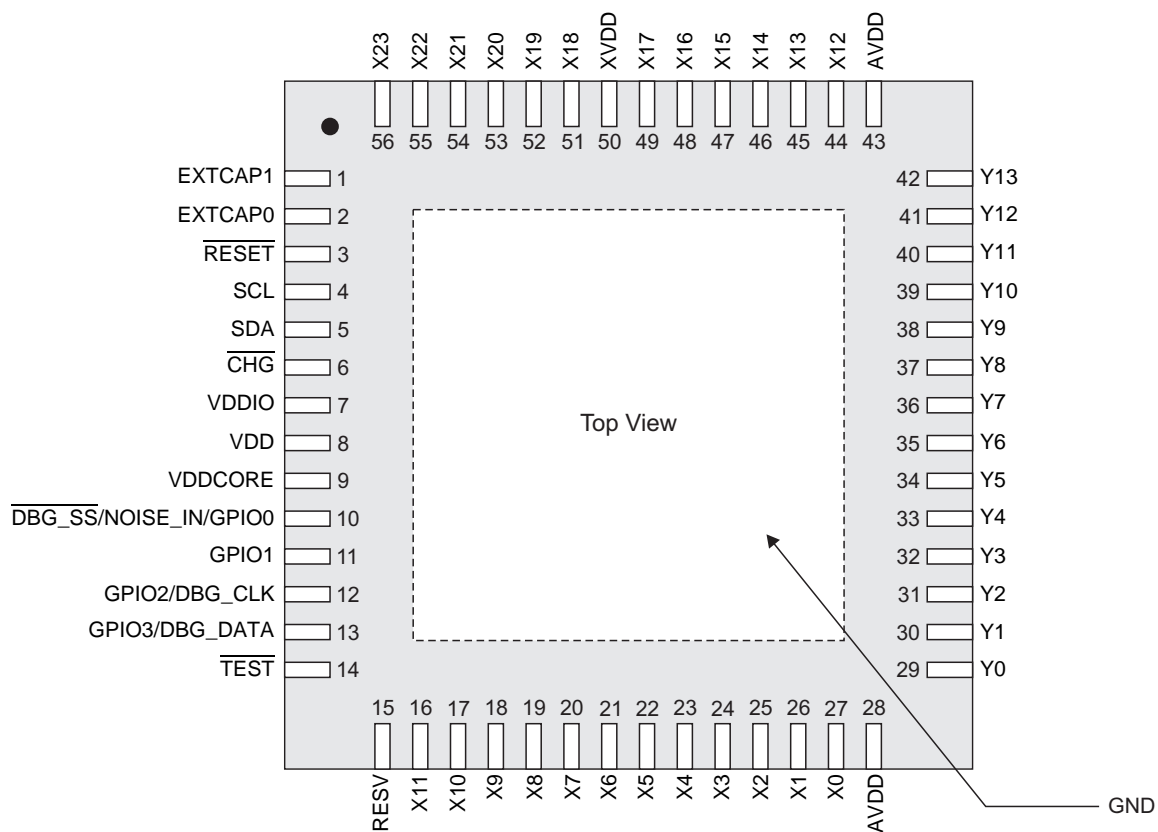 X23 X22 X21 X20 X19 X18 XVDD X17 X16 X15 X14 X13 X12 AVDD
56 55 54 53 52 51 50 49 48 47 46 45 44 43
EXTCAP1 1 42 Y13
EXTCAP0 2 41 Y12
RESET 3 40 Y11
SCL 4 39 Y10
SDA 5 38 Y9
CHG 6 37 Y8
VDDIO 7 36 Y7
Top View
VDD 8 35 Y6
VDDCORE 9 34 Y5
DBG_SS/NOISE_IN/GPIO0 10 33 Y4
GPIO1 11 32 Y3
GPIO2/DBG_CLK 12 31 Y2
GPIO3/DBG_DATA 13 30 Y1
TEST 14 29 Y0
15 16 17 18 19 20 21 22 23 24 25 26 27 28
RESV X11 X10 X9 X8 X7 X6 X5 X4 X3 X2 X1 X0 AVDD
GND